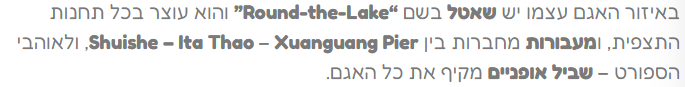 באיזור האגם עצמו יש שאטל בשם “Round-the-Lake” והוא עוצר בכל תחנות
התצפית, ומעבורות מחברות בין Shuishe – Ita Thao – Xuanguang Pier, ולאוהבי
הספורט – שביל אופניים מקיף את כל האגם.